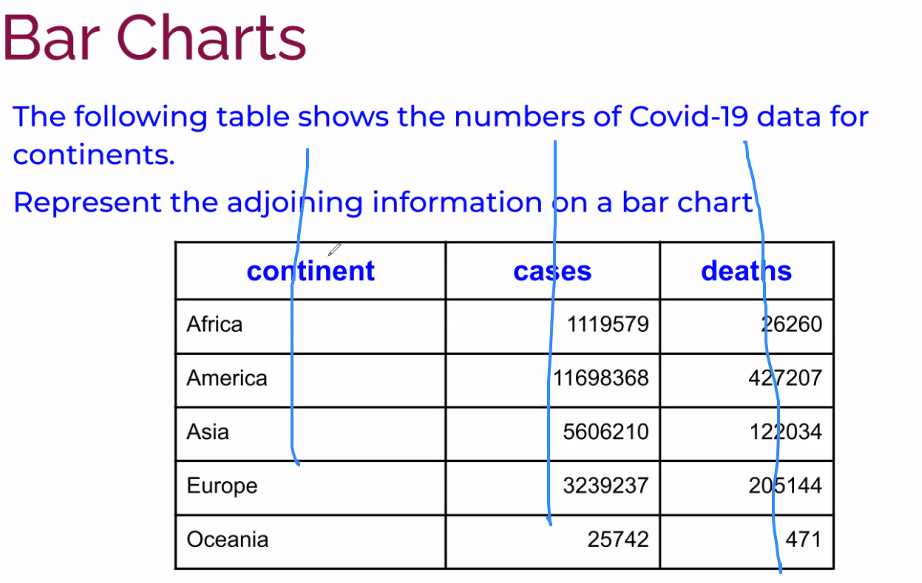 Bar Charts
The following table shows the numbers of Covid-19 data for
continents.
Represent the adjoining information on a bar chart
continent cases deaths
Africa 1119579 26260
America 11698368 427207
Asia 5606210 122034
Europe 3239237 205144
Oceania 25742 471